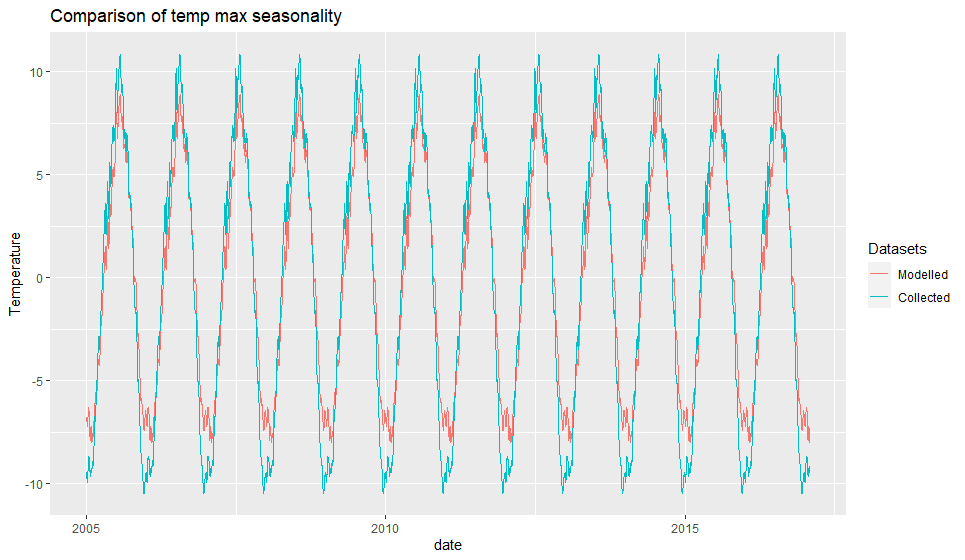 Comparison of temp max seasonality
10
5
0
-5
-10
Temperature
2005
2010
2015
date
Datasets
Modelled
Collected